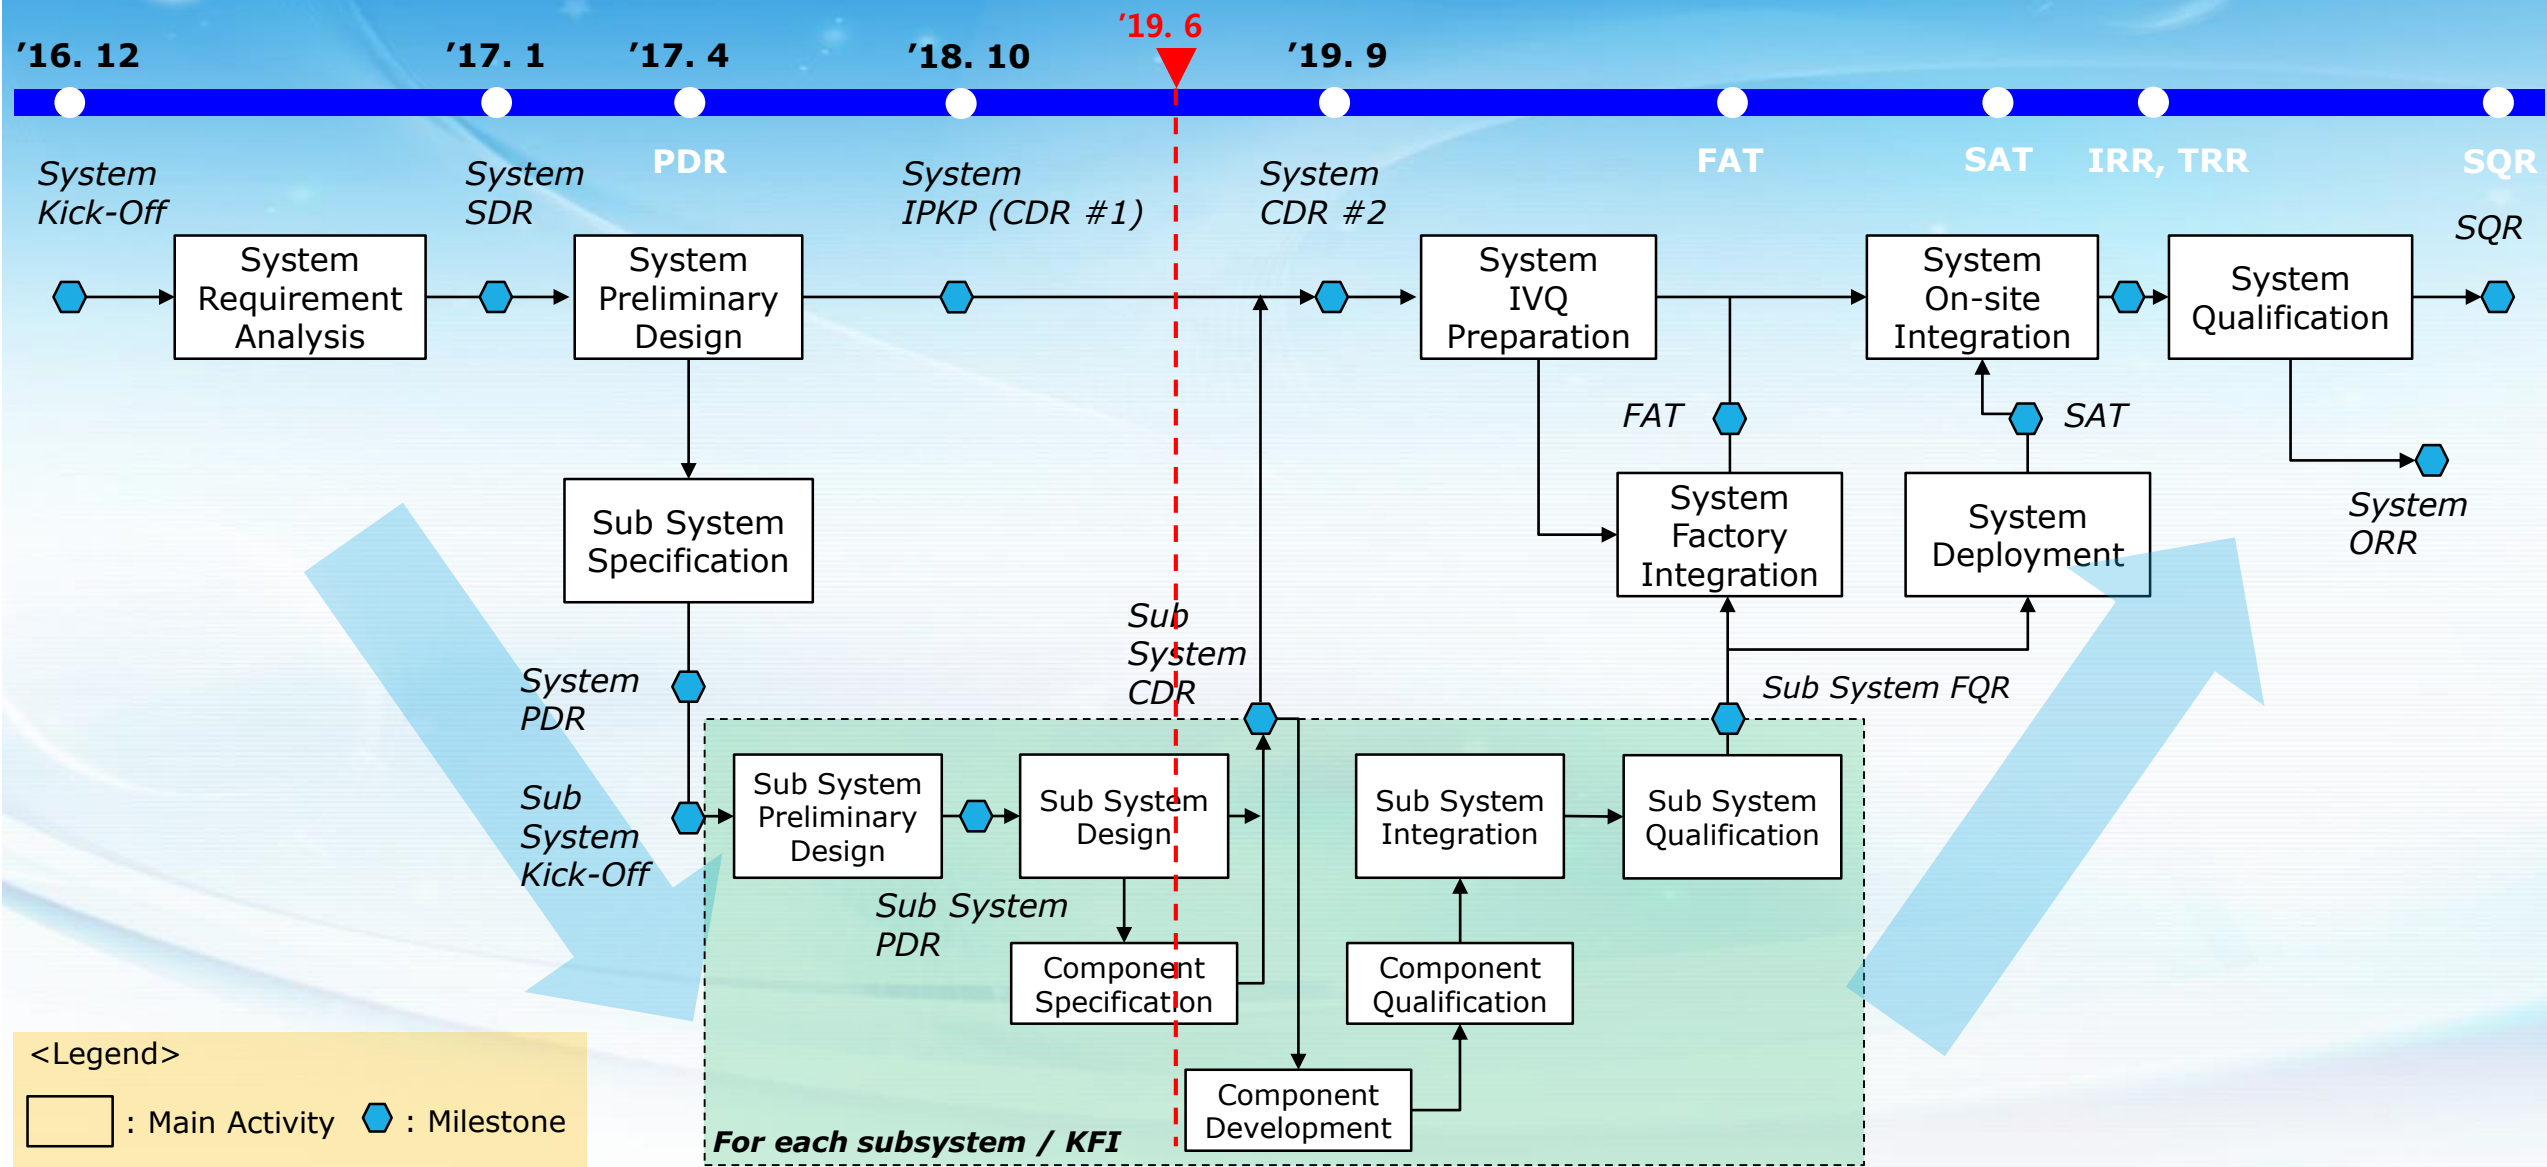 ’19. 6
’16. 12
’17. 1
’17. 4
’18. 10
’19. 9
PDR
FAT
SAT
IRR, TRR
SQR
System
Kick-Off
System
SDR
System
IPKP (CDR #1)
System
CDR #2
SQR
System
Requirement
Analysis
System
Preliminary
Design
System
IVQ
Preparation
System
On-site
Integration
System
Qualification
FAT
SAT
Sub System
Specification
System
Factory
Integration
System
Deployment
System
ORR
Sub
System
CDR
System
PDR
Sub System FQR
Sub
System
Kick-Off
Sub System
Preliminary
Design
Sub System
Design
Sub System
Integration
Sub System
Qualification
Sub System
PDR
Component
Specification
Component
Qualification
Component
Development
For each subsystem / KFI
<Legend>
: Main Activity
: Milestone